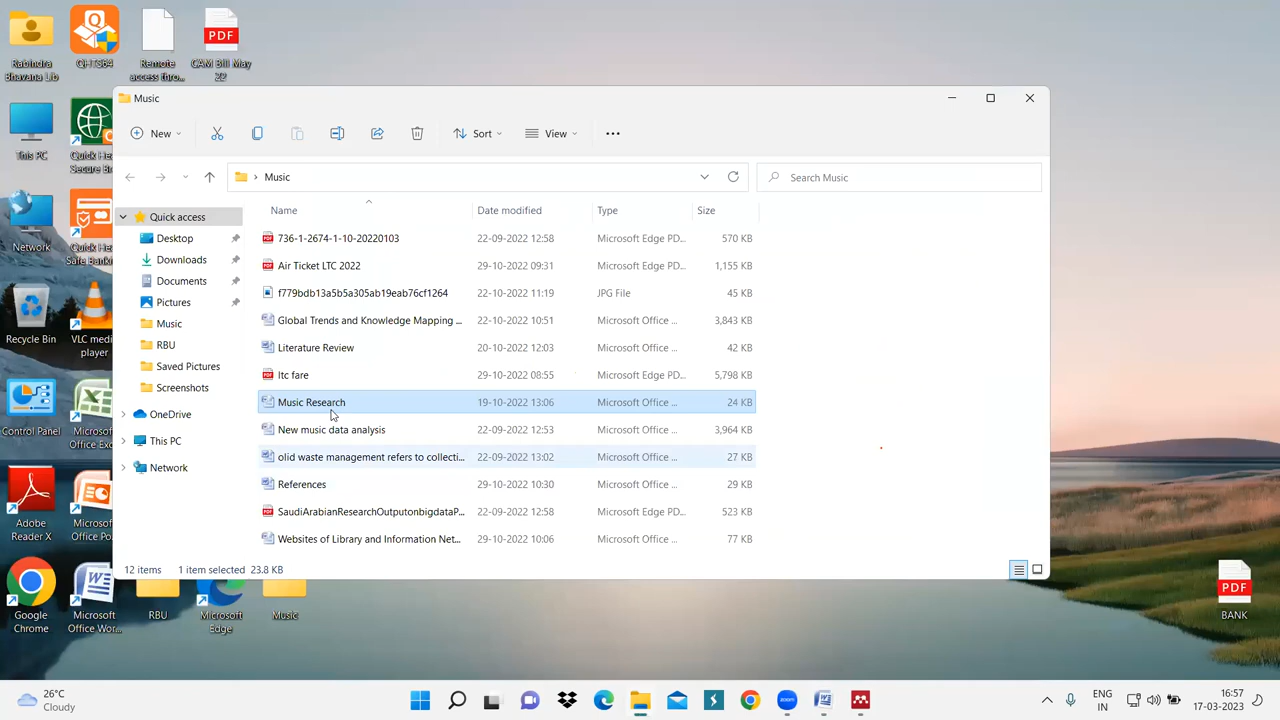 Rabindra
Bhavana Lib
QHTS64
Remote
access thro...
PDF
CAM Bill May
22
This PC
Quick Hea
Secure Br
Network
Quick He
Safe Banki
Recycle Bin
VLC medi
player
Control Panel
Microsof
Office Exc
Adobe
Reader X
Microsof
Office Po
Google
Chrome
Microsoft
Office Wor...
RBU
Microsoft
Edge
Music
PDF
BANK
Music
New
Sort
View
Music
Search Music
Quick access
Desktop
Downloads
Documents
Pictures
Music
RBU
Saved Pictures
Screenshots
OneDrive
This PC
Network
Name Date modified Type Size
736-1-2674-1-10-20220103 22-09-2022 12:58 Microsoft Edge PD... 570 KB
Air Ticket LTC 2022 29-10-2022 09:31 Microsoft Edge PD... 1,155 KB
f779bdb13a5b5a305ab19eab76cf1264 22-10-2022 11:19 JPG File 45 KB
Global Trends and Knowledge Mapping ... 22-10-2022 10:51 Microsoft Office ... 3,843 KB
Literature Review 20-10-2022 12:03 Microsoft Office ... 42 KB
ltc fare 29-10-2022 08:55 Microsoft Edge PD... 5,798 KB
Music Research 19-10-2022 13:06 Microsoft Office ... 24 KB
New music data analysis 22-09-2022 12:53 Microsoft Office ... 3,964 KB
olid waste management refers to collecti... 22-09-2022 13:02 Microsoft Office ... 27 KB
References 29-10-2022 10:30 Microsoft Office ... 29 KB
SaudiArabianResearchOutputonbigdataP... 22-09-2022 12:58 Microsoft Edge PD... 523 KB
Websites of Library and Information Net... 29-10-2022 10:06 Microsoft Office ... 77 KB
12 items 1 item selected 23.8 KB
26°C
Cloudy
zoom
ENG
IN
16:57
17-03-2023